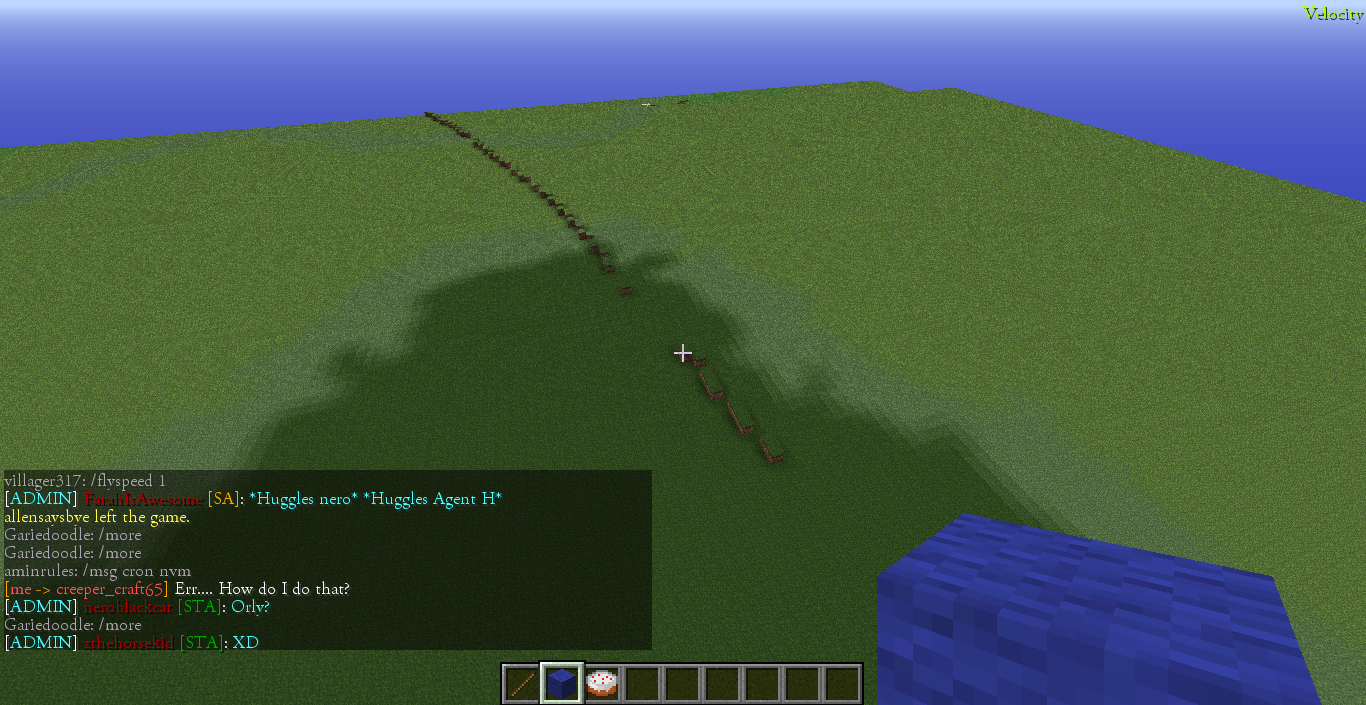 Velocity
villager317: /flyspeed 1
[ADMIN] FarahIsAwesome [SA]: *Huggles nero* *Huggles Agent H*
allensaysbye left the game.
Gariedoodle: /more
Gariedoodle: /more
aminrules: /msg cron nvm
[me -> creeper_craft65] Err.... How do I do that?
[ADMIN] neroblackcat [STA]: Orly?
Gariedoodle: /more
[ADMIN] zthehorsekid [STA]: XD